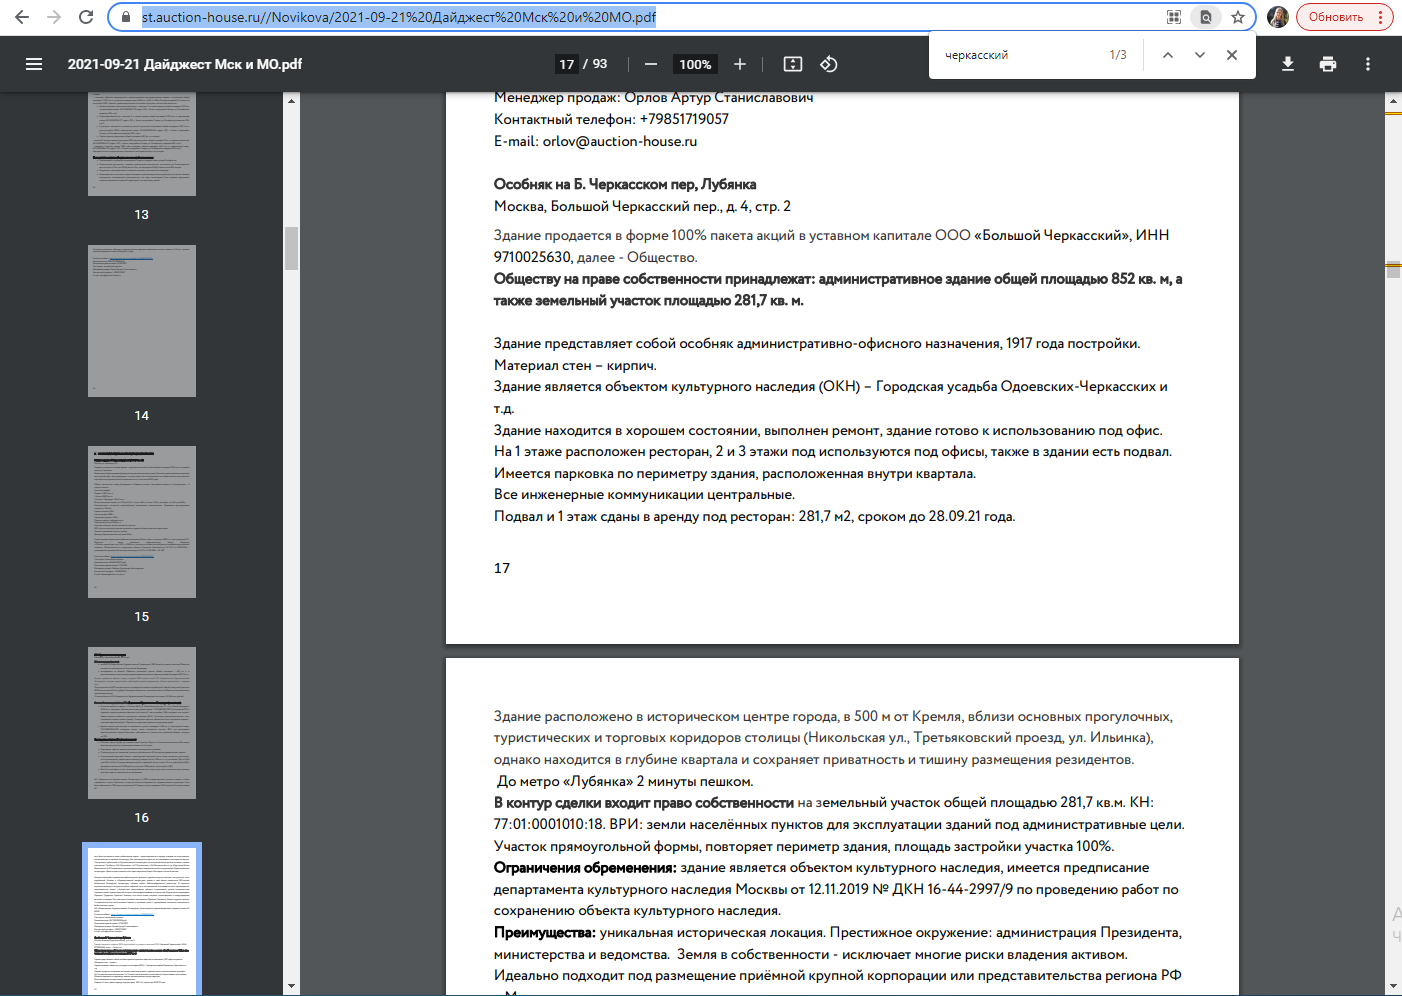 st.auction-house.ru//Novikova/2021-09-21%20Дайджест%20Мск%20и%20МО.pdf
Обновить
2021-09-21 Дайджест Мск и МО.pdf
17 / 93
100%
черкасский
1/3
13
14
15
16
Менеджер продаж: Орлов Артур Станиславович
Контактный телефон: +79851719057
E-mail: orlov@auction-house.ru
Особняк на Б. Черкасском пер, Лубянка
Москва, Большой Черкасский пер., д. 4, стр. 2
Здание продается в форме 100% пакета акций в уставном капитале ООО «Большой Черкасский», ИНН
9710025630, далее - Общество.
Обществу на праве собственности принадлежат: административное здание общей площадью 852 кв. м, а
также земельный участок площадью 281,7 кв. м.
Здание представляет собой особняк административно-офисного назначения, 1917 года постройки.
Материал стен – кирпич.
Здание является объектом культурного наследия (ОКН) – Городская усадьба Одоевских-Черкасских и
т.д.
Здание находится в хорошем состоянии, выполнен ремонт, здание готово к использованию под офис.
На 1 этаже расположен ресторан, 2 и 3 этажи под используются под офисы, также в здании есть подвал.
Имеется парковка по периметру здания, расположенная внутри квартала.
Все инженерные коммуникации центральные.
Подвал и 1 этаж сданы в аренду под ресторан: 281,7 м2, сроком до 28.09.21 года.
17
Здание расположено в историческом центре города, в 500 м от Кремля, вблизи основных прогулочных,
туристических и торговых коридоров столицы (Никольская ул., Третьяковский проезд, ул. Ильинка),
однако находится в глубине квартала и сохраняет приватность и тишину размещения резидентов.
До метро «Лубянка» 2 минуты пешком.
В контур сделки входит право собственности на земельный участок общей площадью 281,7 кв.м. КН:
77:01:0001010:18. ВРИ: земли населённых пунктов для эксплуатации зданий под административные цели.
Участок прямоугольной формы, повторяет периметр здания, площадь застройки участка 100%.
Ограничения обременения: здание является объектом культурного наследия, имеется предписание
департамента культурного наследия Москвы от 12.11.2019 № ДКН 16-44-2997/9 по проведению работ по
сохранению объекта культурного наследия.
Преимущества: уникальная историческая локация. Престижное окружение: администрация Президента,
министерства и ведомства. Земля в собственности - исключает многие риски владения активом.
Идеально подходит под размещение приёмной крупной корпорации или представительства региона РФ